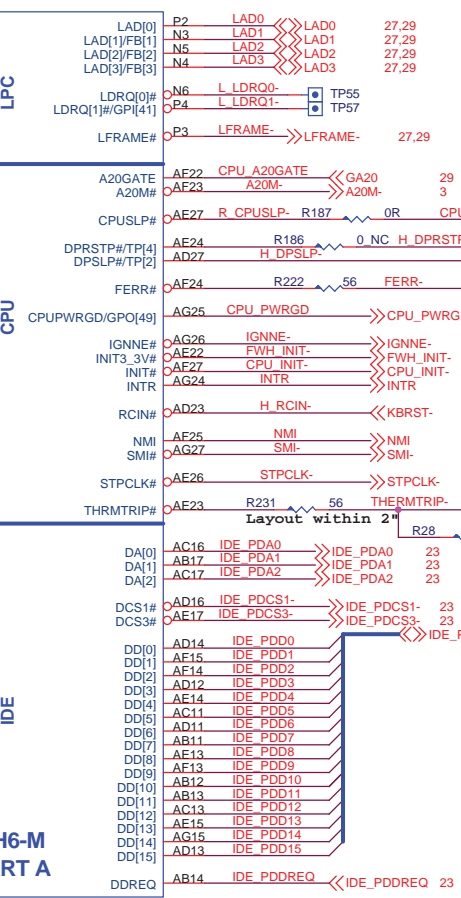 LAD[0] P2 LAD0 LAD0 27,29
LAD[1]/FB[1] N3 LAD1 LAD1 27,29
LAD[2]/FB[2] N5 LAD2 LAD2 27,29
LAD[3]/FB[3] N4 LAD3 LAD3 27,29
LPC
LDRQ[0]# N6 L_LDRQ0- TP55
LDRQ[1]#/GPI[41] P4 L_LDRQ1- TP57
LFRAME# P3 LFRAME- LFRAME- 27,29
A20GATE AF22 CPU_A20GATE GA20 29
A20M# AF23 A20M- A20M- 3
CPUSLP# AE27 R_CPUSLP- R187 0R CPU
DPRSTP#/TP[4] AE24 R186 0_NC H_DPRSTP
DPSLP#/TP[2] AD27 H_DPSLP-
FERR# AF24 R222 56 FERR-
CPU
CPUPWRGD/GPO[49] AG25 CPU_PWRGD CPU_PWRG
IGNNE# AG26 IGNNE- IGNNE-
INIT3_3V# AE22 FWH_INIT- FWH_INIT-
INIT# AF27 CPU_INIT- CPU_INIT-
INTR AG24 INTR INTR
RCIN# AD23 H_RCIN- KBRST-
NMI AF25 NMI NMI
SMI# AG27 SMI- SMI-
STPCLK# AE26 STPCLK- STPCLK-
THRMTRIP# AE23 R231 56 THERMTRIP-
Layout within 2"
R28
DA[0] AC16 IDE_PDA0 IDE_PDA0 23
DA[1] AB17 IDE_PDA1 IDE_PDA1 23
DA[2] AC17 IDE_PDA2 IDE_PDA2 23
DCS1# AD16 IDE_PDCS1- IDE_PDCS1- 23
DCS3# AE17 IDE_PDCS3- IDE_PDCS3- 23
IDE_P
DD[0] AD14 IDE_PDD0
DD[1] AF15 IDE_PDD1
DD[2] AF14 IDE_PDD2
DD[3] AD12 IDE_PDD3
DD[4] AE14 IDE_PDD4
IDE
DD[5] AC11 IDE_PDD5
DD[6] AD11 IDE_PDD6
DD[7] AB11 IDE_PDD7
DD[8] AE13 IDE_PDD8
DD[9] AF13 IDE_PDD9
DD[10] AB12 IDE_PDD10
DD[11] AB13 IDE_PDD11
DD[12] AC13 IDE_PDD12
DD[13] AE15 IDE_PDD13
DD[14] AG15 IDE_PDD14
DD[15] AD13 IDE_PDD15
H6-M
RT A
DDREQ AB14 IDE_PDDREQ IDE_PDDREQ 23